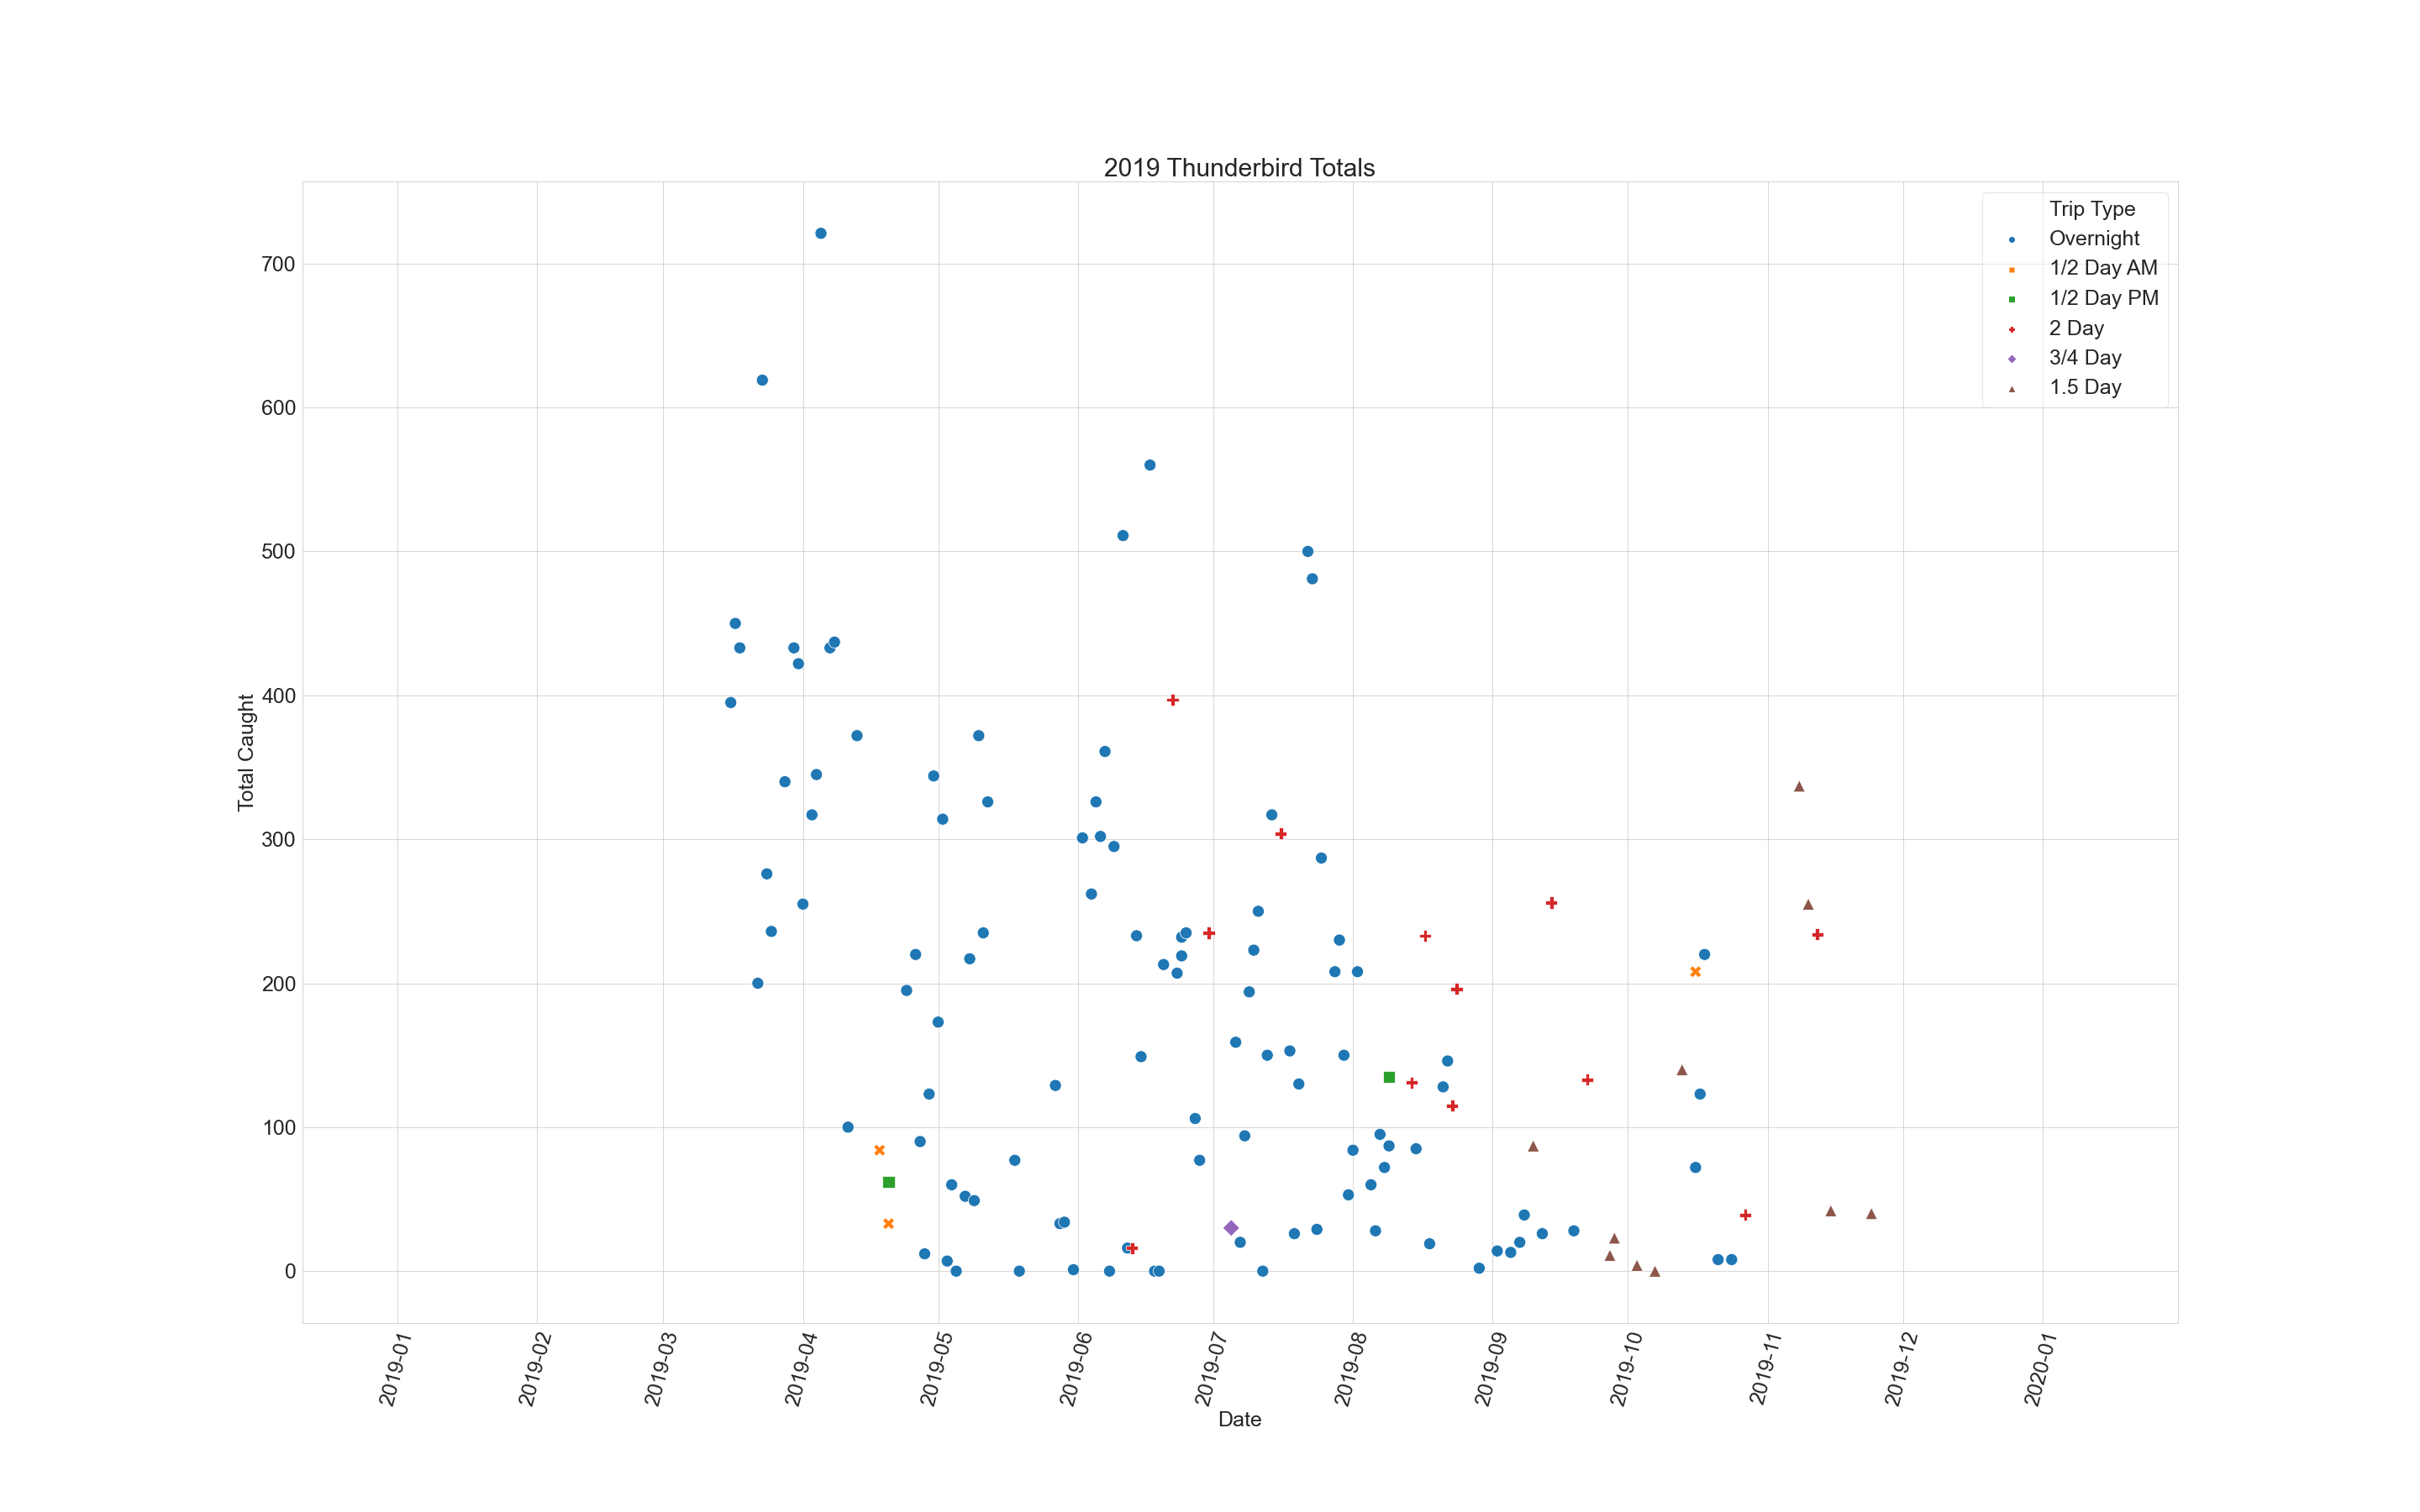 2019 Thunderbird Totals
Trip Type
Overnight
1/2 Day AM
1/2 Day PM
2 Day
3/4 Day
1.5 Day
Total Caught
700
600
500
400
300
200
100
0
2019-01
2019-02
2019-03
2019-04
2019-05
2019-06
2019-07
2019-08
2019-09
2019-10
2019-11
2019-12
2020-01
Date